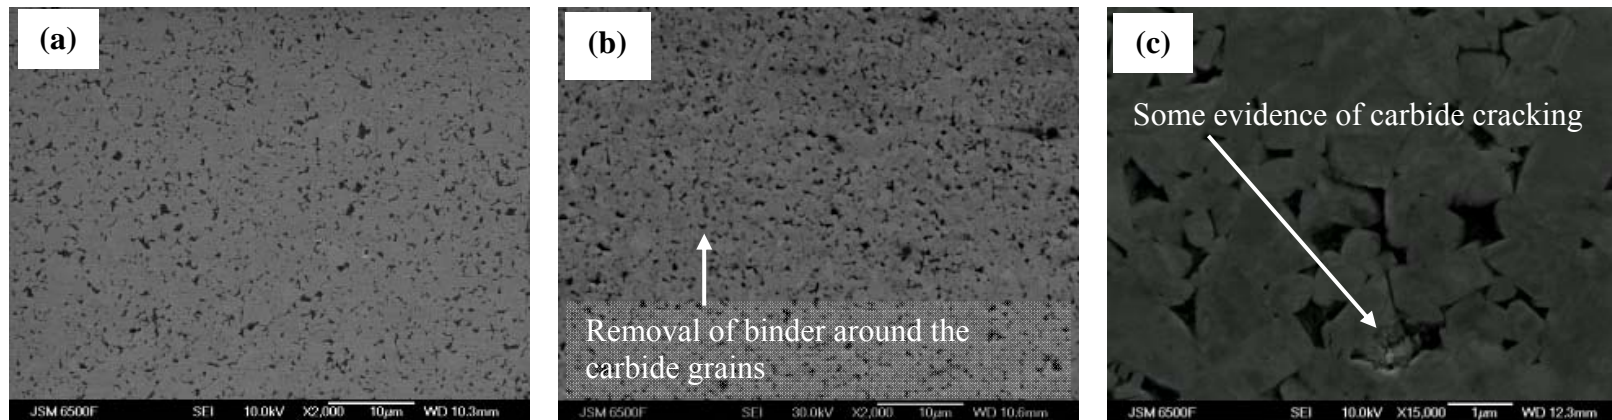 (a)
JSM 6500F SEI 10.0kV X2,000 10µm WD 10.3mm
(b)
Removal of binder around the
carbide grains
JSM 6500F SEI 30.0kV X2,000 10µm WD 10.6mm
(c)
Some evidence of carbide cracking
JSM 6500F SEI 10.0kV X15,000 1µm WD 12.3mm